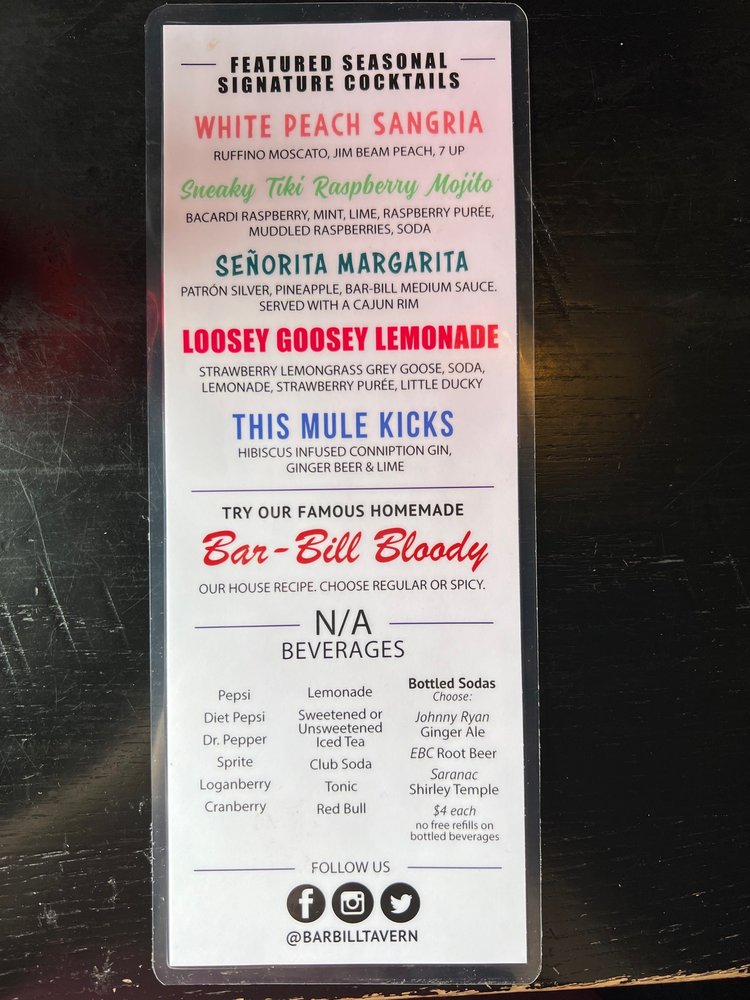 FEATURED SEASONAL
SIGNATURE COCKTAILS
WHITE PEACH SANGRIA
RUFFINO MOSCATO, JIM BEAM PEACH, 7 UP
Sneaky Tiki Raspberry Mojito
BACARDI RASPBERRY, MINT, LIME, RASPBERRY PURÉE,
MUDDLED RASPBERRIES, SODA
SEÑORITA MARGARITA
PATRÓN SILVER, PINEAPPLE, BAR-BILL MEDIUM SAUCE.
SERVED WITH A CAJUN RIM
LOOSEY GOOSEY LEMONADE
STRAWBERRY LEMONGRASS GREY GOOSE, SODA,
LEMONADE, STRAWBERRY PURÉE, LITTLE DUCKY
THIS MULE KICKS
HIBISCUS INFUSED CONNIPTION GIN,
GINGER BEER & LIME
TRY OUR FAMOUS HOMEMADE
Bar-Bill Bloody
OUR HOUSE RECIPE. CHOOSE REGULAR OR SPICY.
N/A
BEVERAGES
Pepsi
Diet Pepsi
Dr. Pepper
Sprite
Loganberry
Cranberry
Lemonade
Sweetened or
Unsweetened
Iced Tea
Club Soda
Tonic
Red Bull
Bottled Sodas
Choose:
Johnny Ryan
Ginger Ale
EBC Root Beer
Saranac
Shirley Temple
$4 each
no free refills on
bottled beverages
FOLLOW US
@BARBILLTAVERN